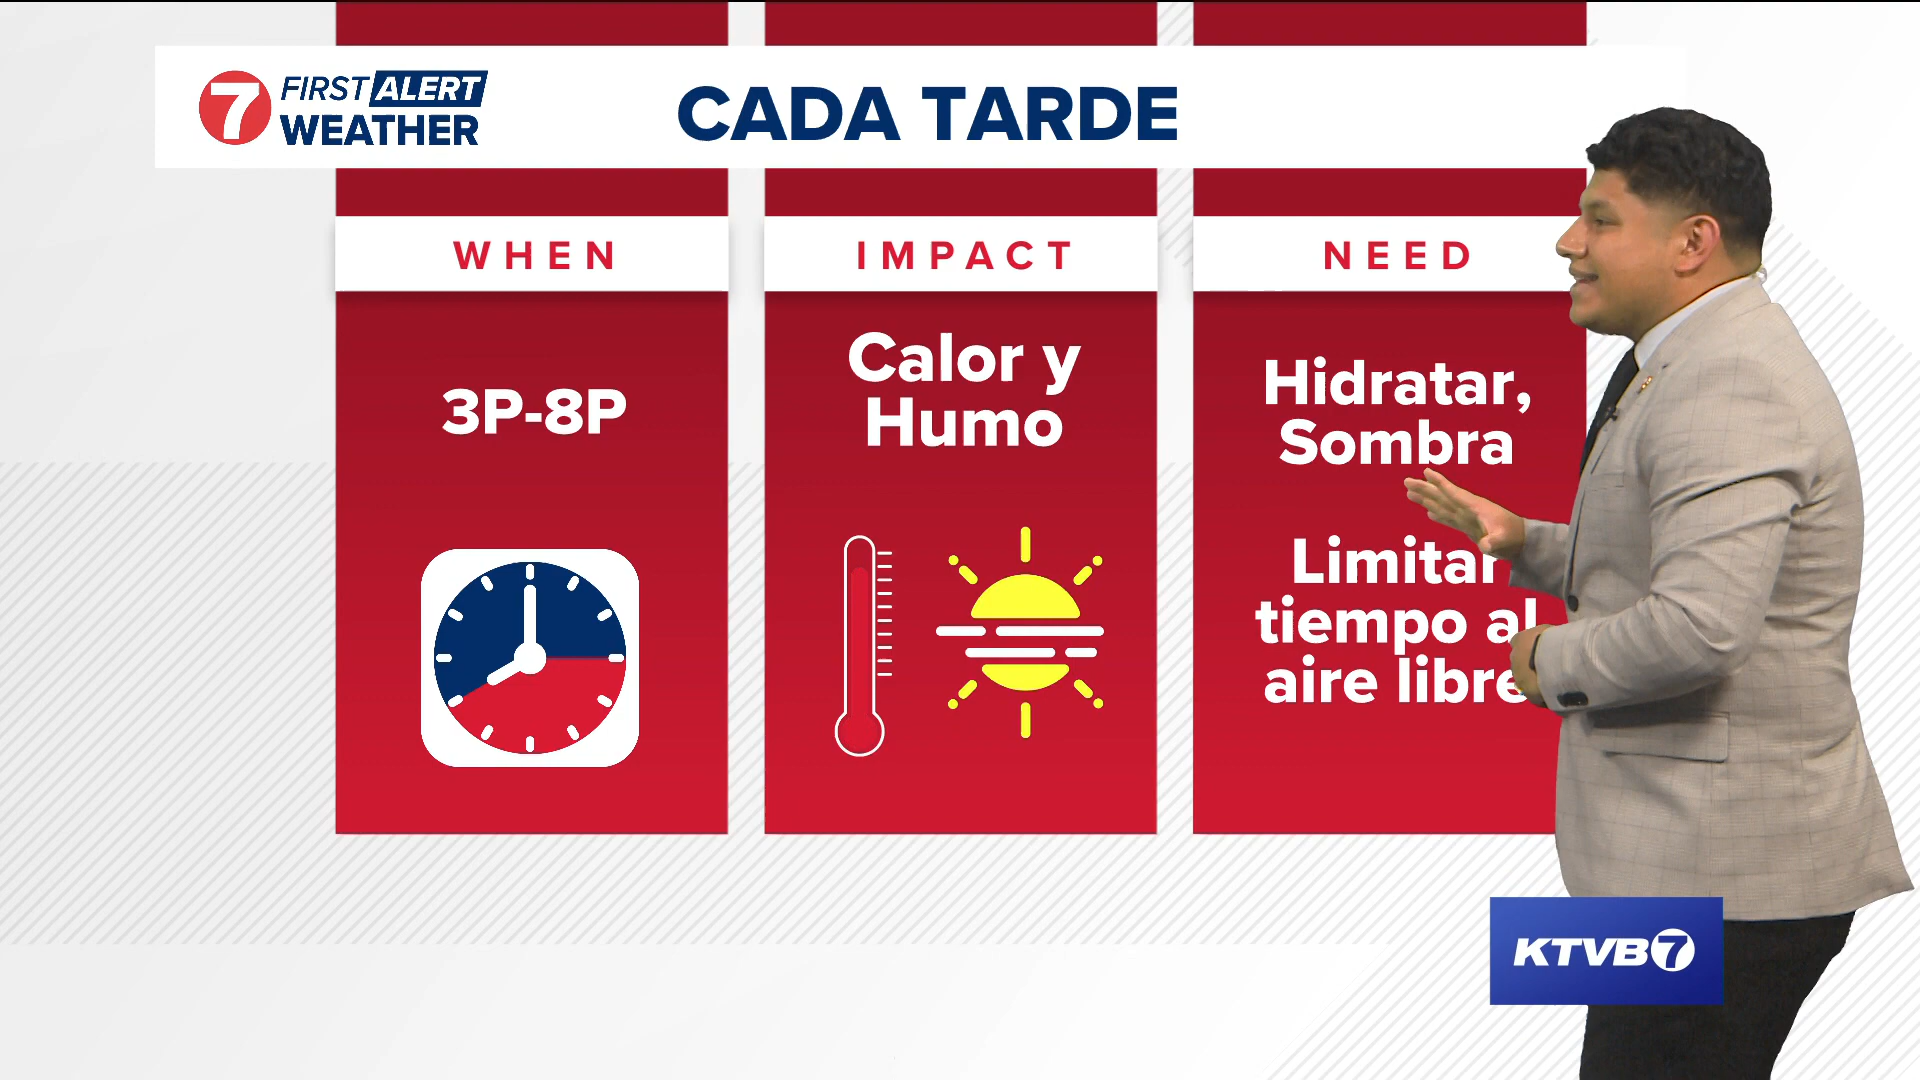 7 FIRST ALERT
WEATHER
CADA TARDE
WHEN
IMPACT
NEED
3P-8P
Calor y
Humo
Hidratar,
Sombra
Limitar
tiempo al
aire libre
KTVB7